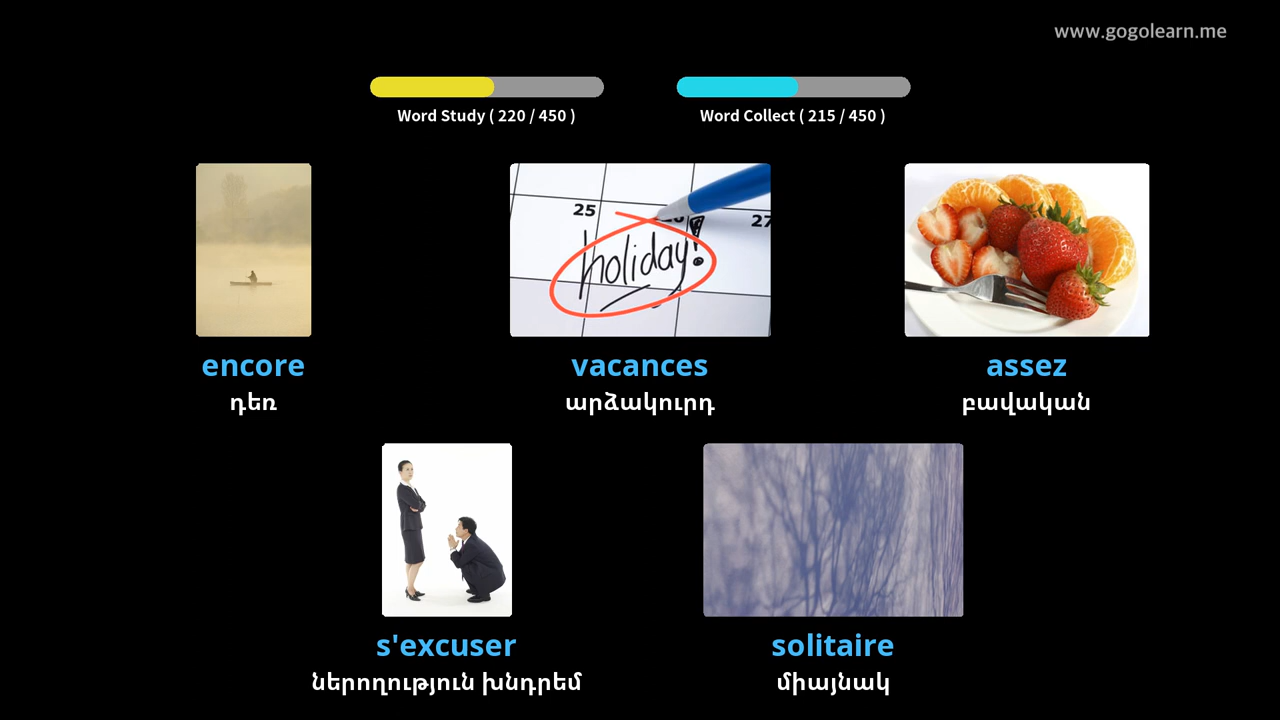 www.gogolearn.me
Word Study ( 220 / 450 )
Word Collect ( 215 / 450 )
25
27
holiday!
encore
vacances
assez
դեռ
արձակուրդ
բավական
s'excuser
solitaire
ներողություն խնդրեմ
միայնակ